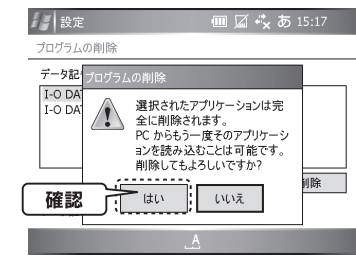 設定 あ 15:17
プログラムの削除
データ記
プログラムの削除
I-O DA
I-O DA
選択されたアプリケーションは完
全に削除されます。
PC からもう一度そのアプリケーシ
ョンを読み込むことは可能です。
削除してもよろしいですか?
削除
確認
はい いいえ
A